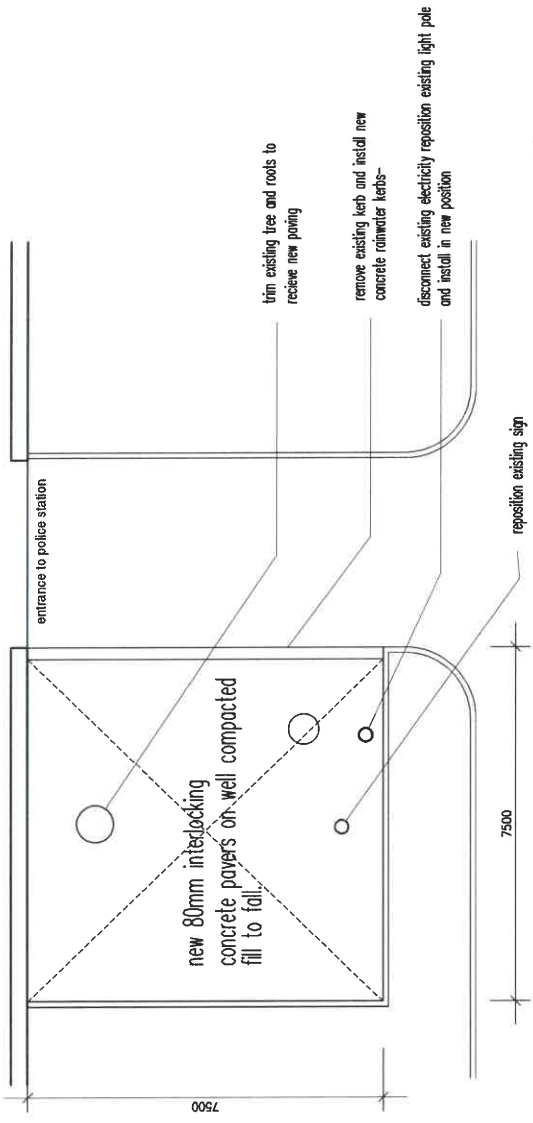 trim existing tree and roots to
recieve new paving
remove existing kerb and install new
concrete rainwater kerbs-
disconnect existing electricity reposition existing light pole
and install in new position
entrance to police station
reposition existing sign
new 80mm interlocking
concrete pavers on well compacted
fill to fall.
7500
7500